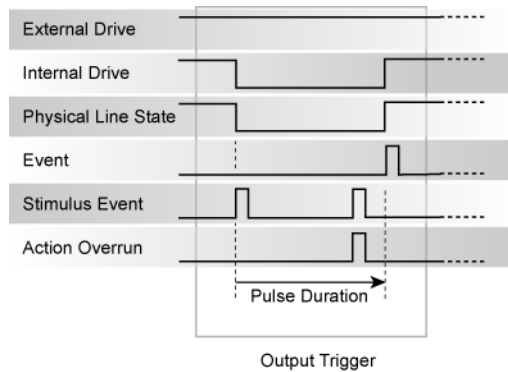 External Drive
Internal Drive
Physical Line State
Event
Stimulus Event
Action Overrun
Pulse Duration
Output Trigger